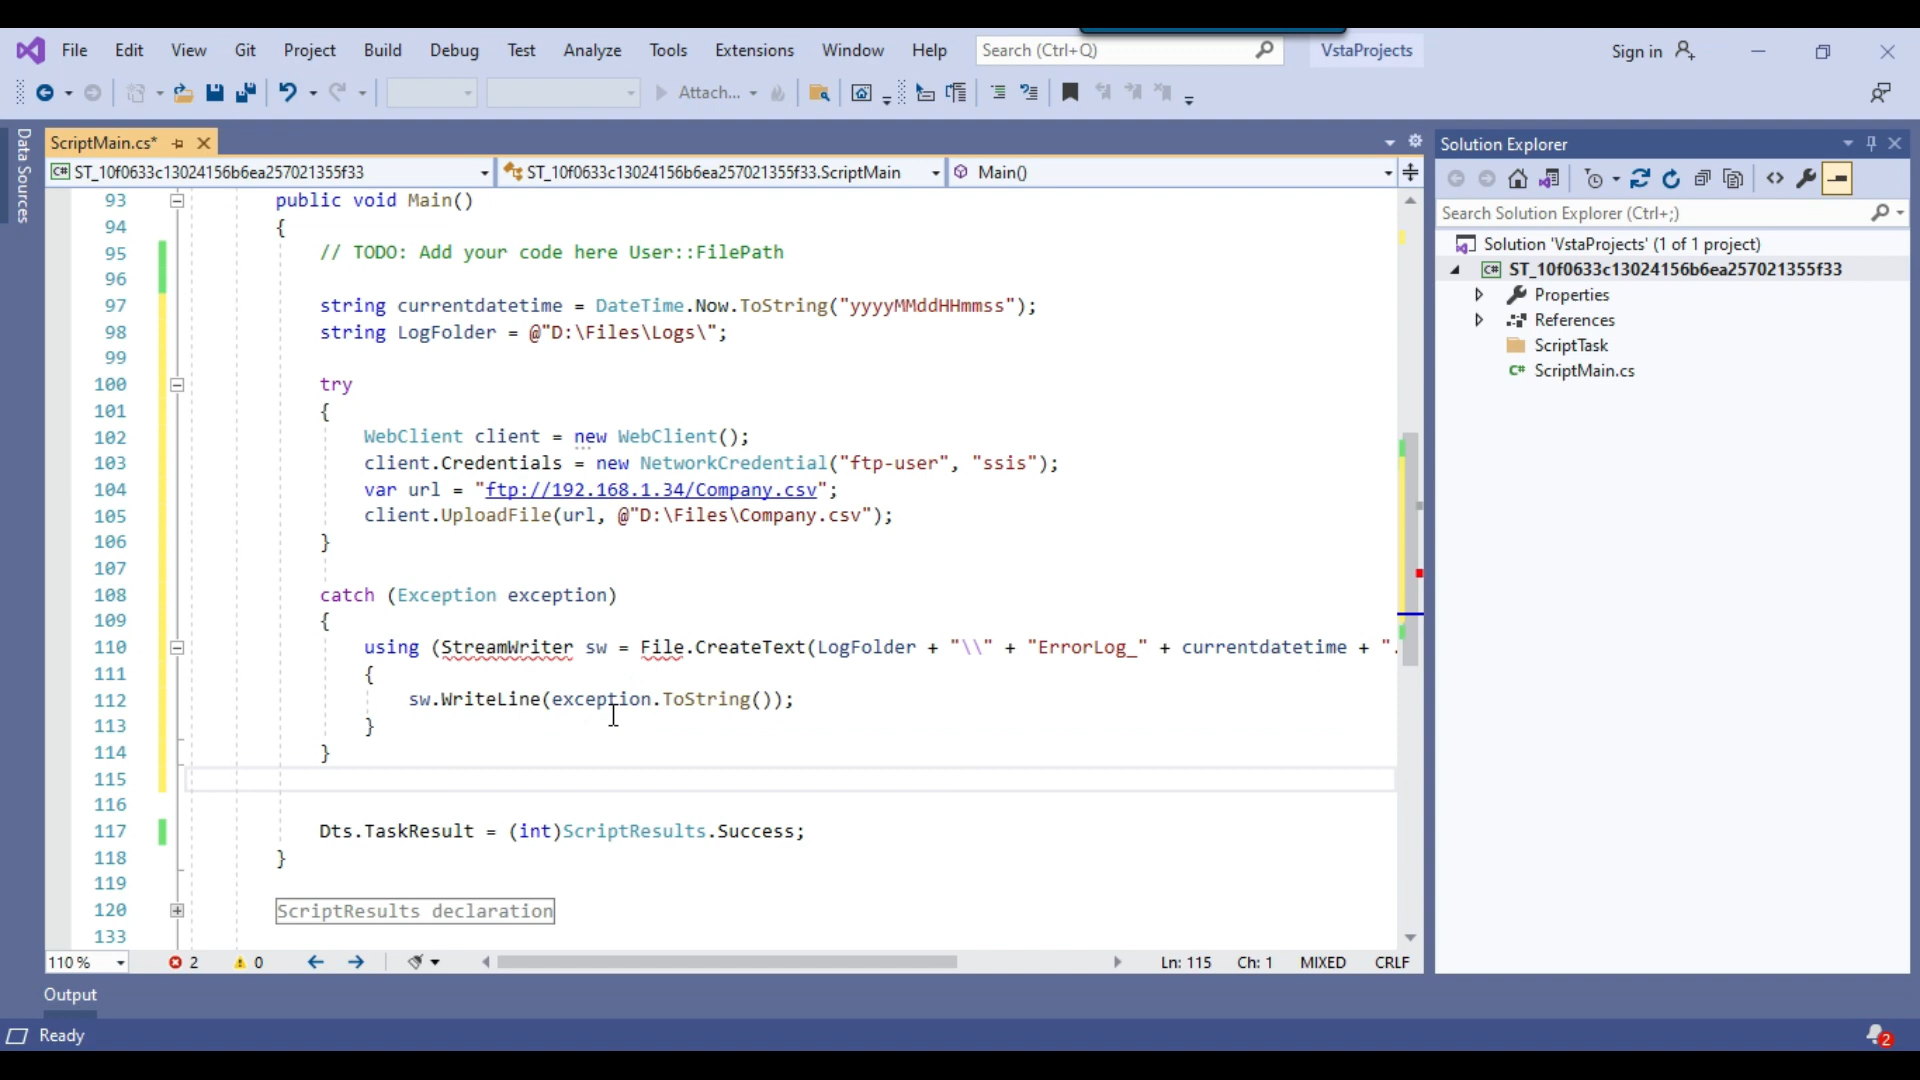 File Edit View Git Project Build Debug Test Analyze Tools Extensions Window Help Search (Ctrl+Q) VstaProjects Sign in
Attach...
Data Sources
ScriptMain.cs*
ST_10f0633c13024156b6ea257021355f33 ST_10f0633c13024156b6ea257021355f33.ScriptMain Main()
93 public void Main()
94 {
95 // TODO: Add your code here User::FilePath
96
97 string currentdatetime = DateTime.Now.ToString("yyyyMMddHHmmss");
98 string LogFolder = @"D:\Files\Logs\";
99
100 try
101 {
102 WebClient client = new WebClient();
103 client.Credentials = new NetworkCredential("ftp-user", "ssis");
104 var url = "ftp://192.168.1.34/Company.csv";
105 client.UploadFile(url, @"D:\Files\Company.csv");
106 }
107
108 catch (Exception exception)
109 {
110 using (StreamWriter sw = File.CreateText(LogFolder + "\\" + "ErrorLog_" + currentdatetime + ".
111 {
112 sw.WriteLine(exception.ToString());
113 }
114 }
115
116
117 Dts.TaskResult = (int)ScriptResults.Success;
118 }
119
120 ScriptResults declaration
133
110 % 2 0 Ln: 115 Ch: 1 MIXED CRLF
Solution Explorer
Search Solution Explorer (Ctrl+;)
Solution 'VstaProjects' (1 of 1 project)
C# ST_10f0633c13024156b6ea257021355f33
Properties
References
ScriptTask
C# ScriptMain.cs
Output
Ready
2